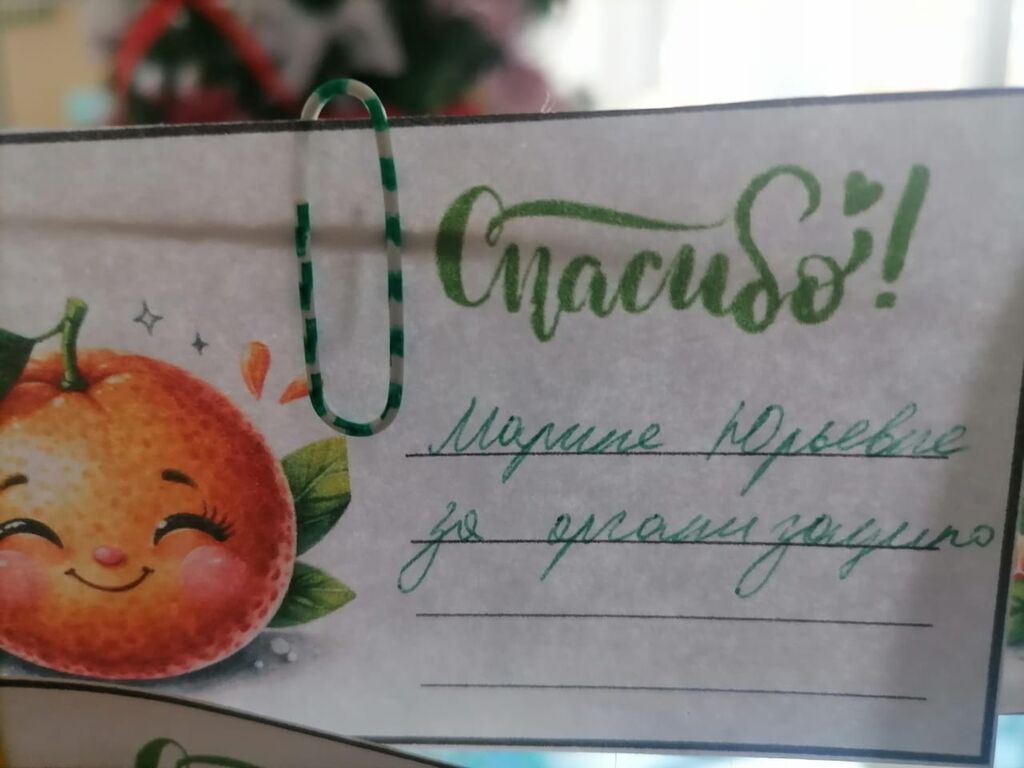 Спасибо!
Марине Юрьевне
за организацию